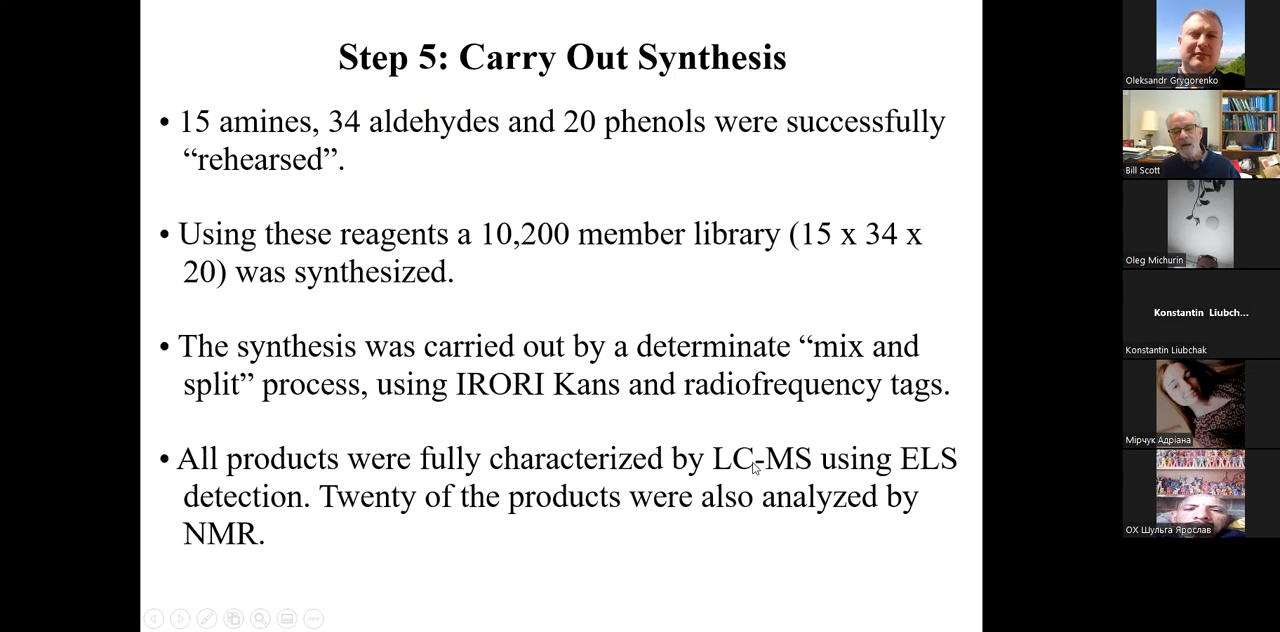 Step 5: Carry Out Synthesis
• 15 amines, 34 aldehydes and 20 phenols were successfully
“rehearsed”.
• Using these reagents a 10,200 member library (15 x 34 x
20) was synthesized.
• The synthesis was carried out by a determinate “mix and
split” process, using IRORI Kans and radiofrequency tags.
• All products were fully characterized by LC-MS using ELS
detection. Twenty of the products were also analyzed by
NMR.
Oleksandr Grygorenko
Bill Scott
Oleg Michurin
Konstantin Liubch...
Konstantin Liubchak
Мірчук Адріана
ОХ Шульга Ярослав